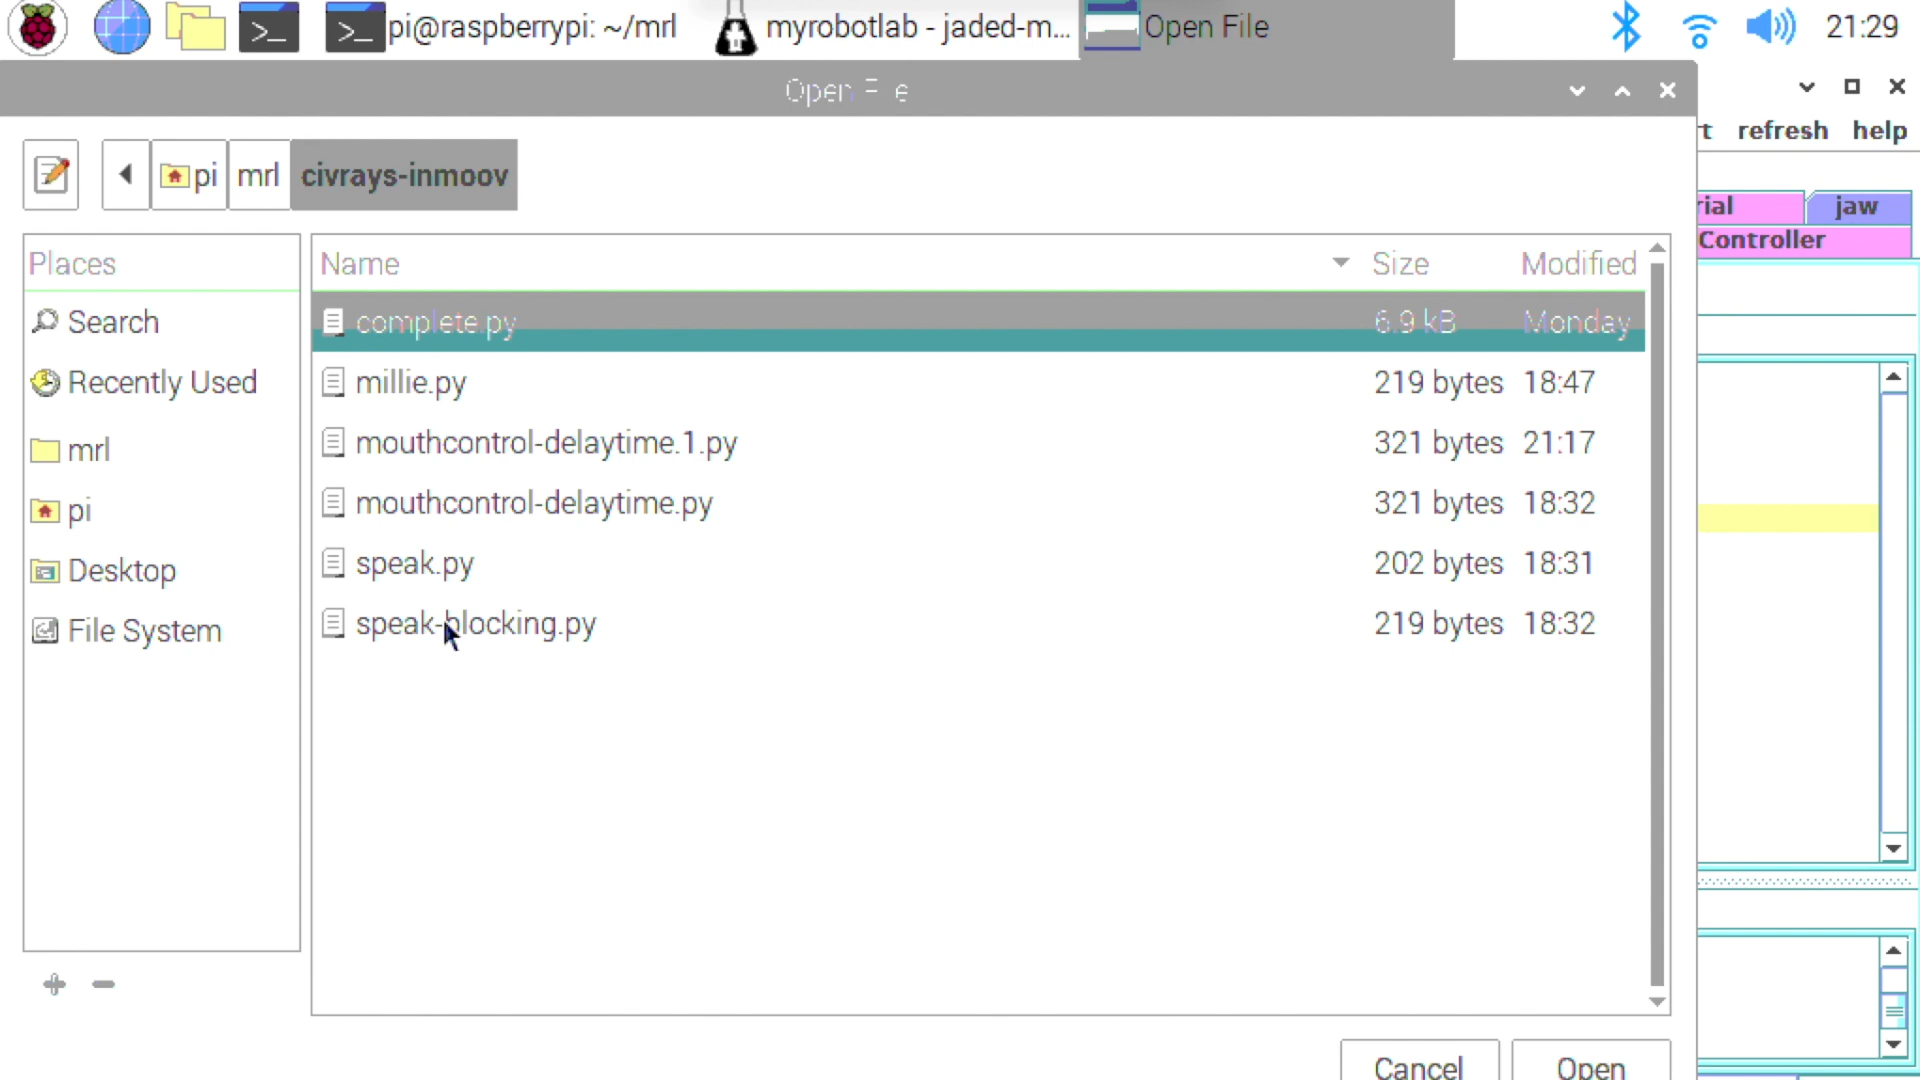 pi@raspberrypi: ~/mrl myrobotlab - jaded-m... Open File 21:29
Open File
refresh help
pi mrl civrays-inmoov
rial jaw
Controller
Places Name Size Modified
Search complete.py 6.9 kB Monday
Recently Used millie.py 219 bytes 18:47
mrl mouthcontrol-delaytime.1.py 321 bytes 21:17
pi mouthcontrol-delaytime.py 321 bytes 18:32
Desktop speak.py 202 bytes 18:31
File System speak-blocking.py 219 bytes 18:32
Cancel Open